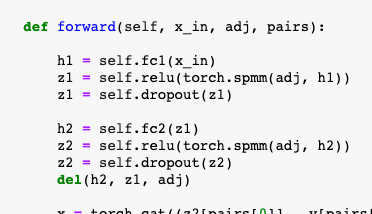 def forward(self, x_in, adj, pairs):
h1 = self.fc1(x_in)
z1 = self.relu(torch.spmm(adj, h1))
z1 = self.dropout(z1)
h2 = self.fc2(z1)
z2 = self.relu(torch.spmm(adj, h2
z2 = self.dropout(z2)
del(h2, z1, adj)
x = torch.cat((z2[pairs[0]]